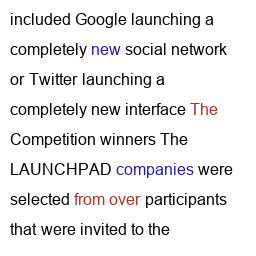 included Google launching a
completely new social network
or Twitter launching a
completely new interface The
Competition winners The
LAUNCHPAD companies were
selected from over participants
that were invited to the